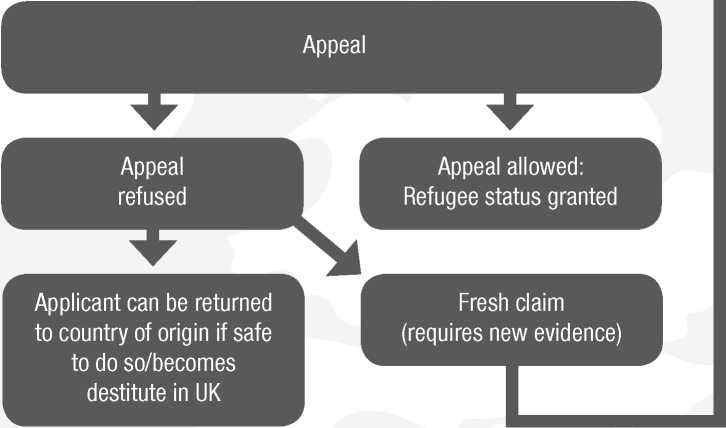 Appeal
Appeal
refused
Appeal allowed:
Refugee status granted
Applicant can be returned
to country of origin if safe
to do so/becomes
destitute in UK
Fresh claim
(requires new evidence)